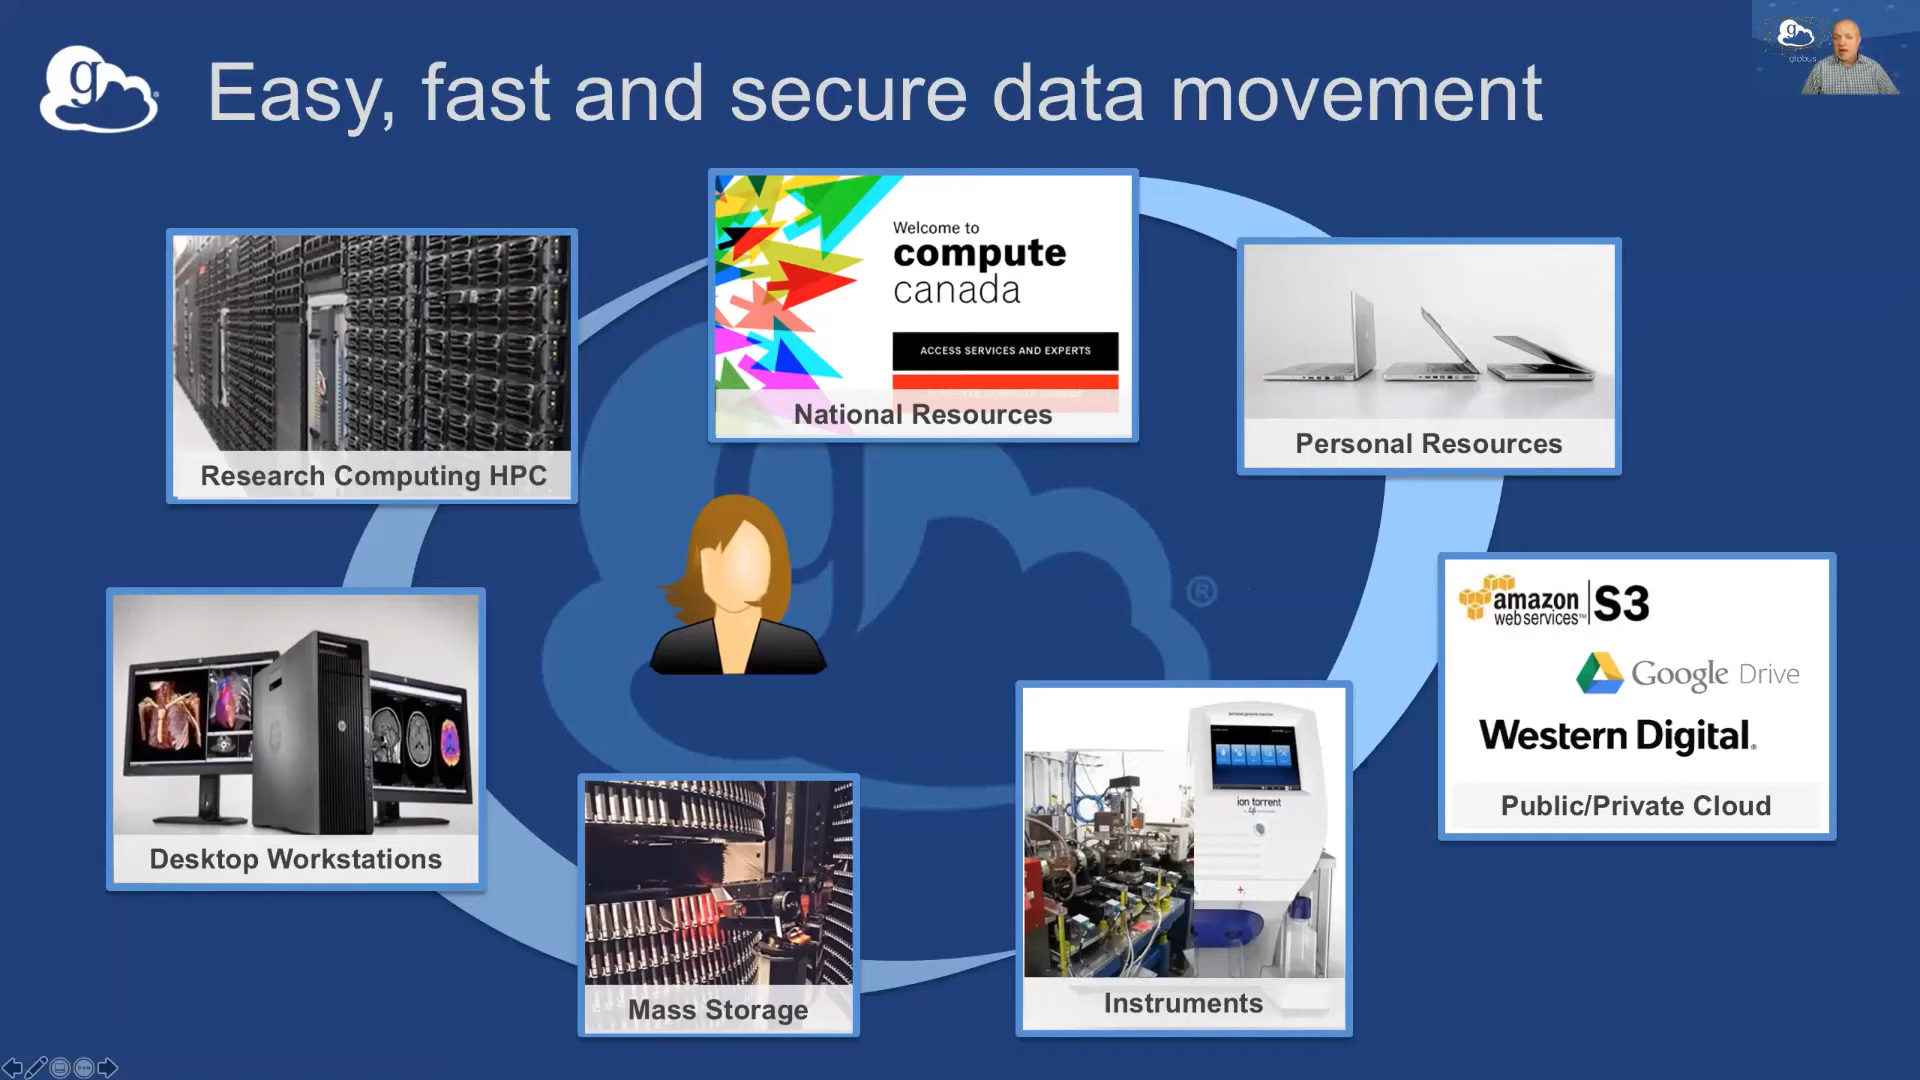 g
Easy, fast and secure data movement
g
globus
Welcome to
compute
canada
ACCESS SERVICES AND EXPERTS
National Resources
Research Computing HPC
Personal Resources
g
®
amazon
web services™
S3
Google Drive
Western Digital.
Public/Private Cloud
Desktop Workstations
ion torrent
Mass Storage
Instruments